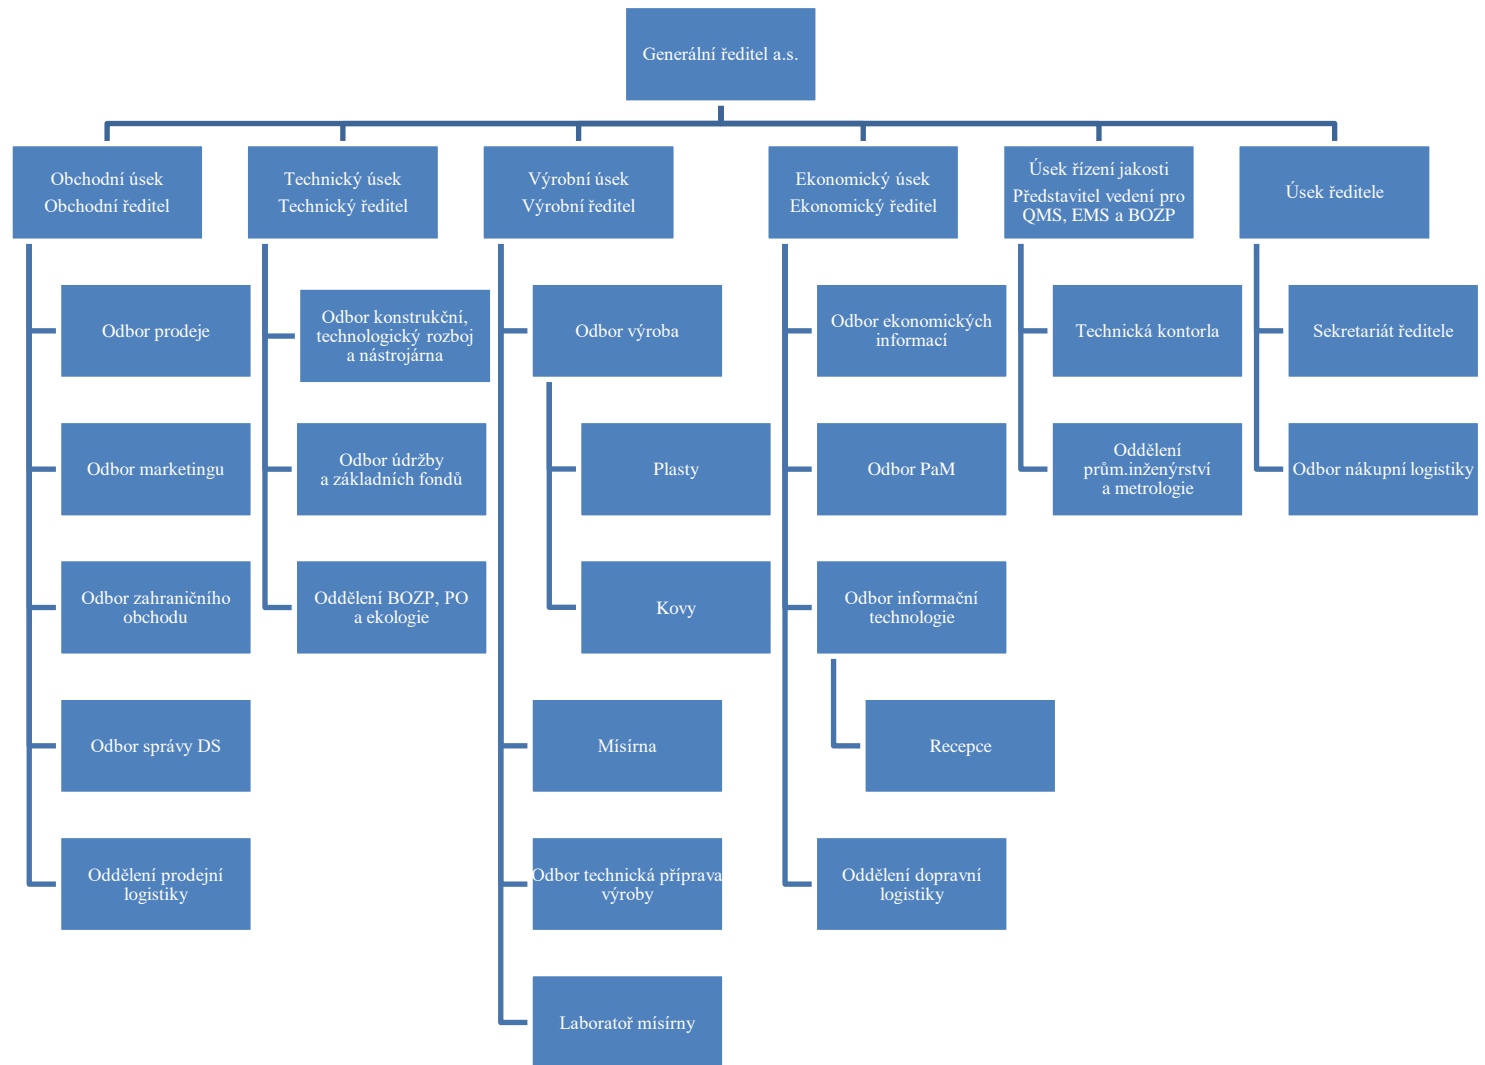 Generální ředitel a.s.
Obchodní úsek
Obchodní ředitel
Odbor prodeje
Odbor marketingu
Odbor zahraničního
obchodu
Odbor správy DS
Oddělení prodejní
logistiky
Technický úsek
Technický ředitel
Odbor konstrukční,
technologický rozboj
a nástrojárna
Odbor údržby
a základních fondů
Oddělení BOZP, PO
a ekologie
Výrobní úsek
Výrobní ředitel
Odbor výroba
Plasty
Kovy
Mísírna
Odbor technická příprava
výroby
Laboratoř mísírny
Ekonomický úsek
Ekonomický ředitel
Odbor ekonomických
informací
Odbor PaM
Odbor informační
technologie
Recepce
Oddělení dopravní
logistiky
Úsek řízení jakosti
Představitel vedení pro
QMS, EMS a BOZP
Technická kontorla
Oddělení
prům.inženýrství
a metrologie
Úsek ředitele
Sekretariát ředitele
Odbor nákupní logistiky